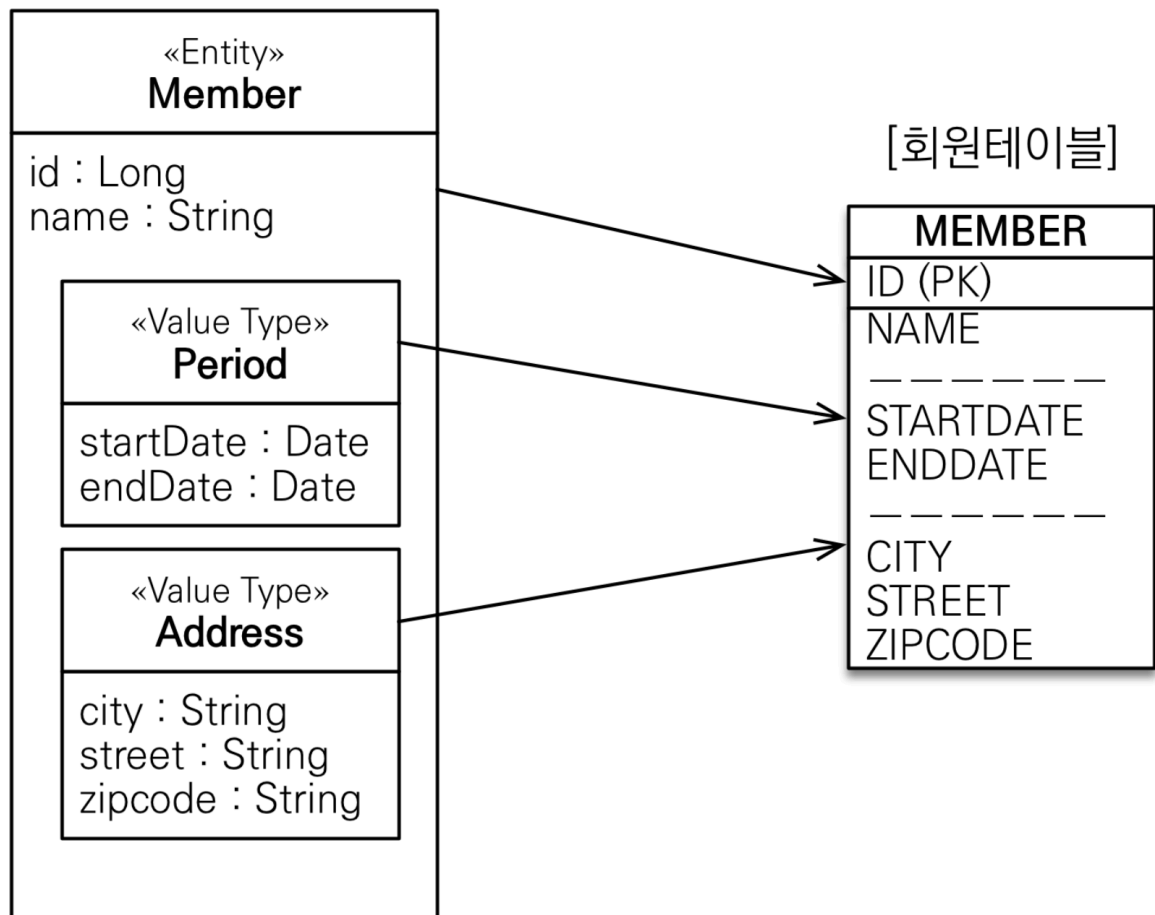 «Entity»
Member
id : Long
name : String
«Value Type»
Period
startDate : Date
endDate : Date
«Value Type»
Address
city : String
street : String
zipcode : String
[회원테이블]
MEMBER
ID (PK)
NAME
——————
STARTDATE
ENDDATE
——————
CITY
STREET
ZIPCODE